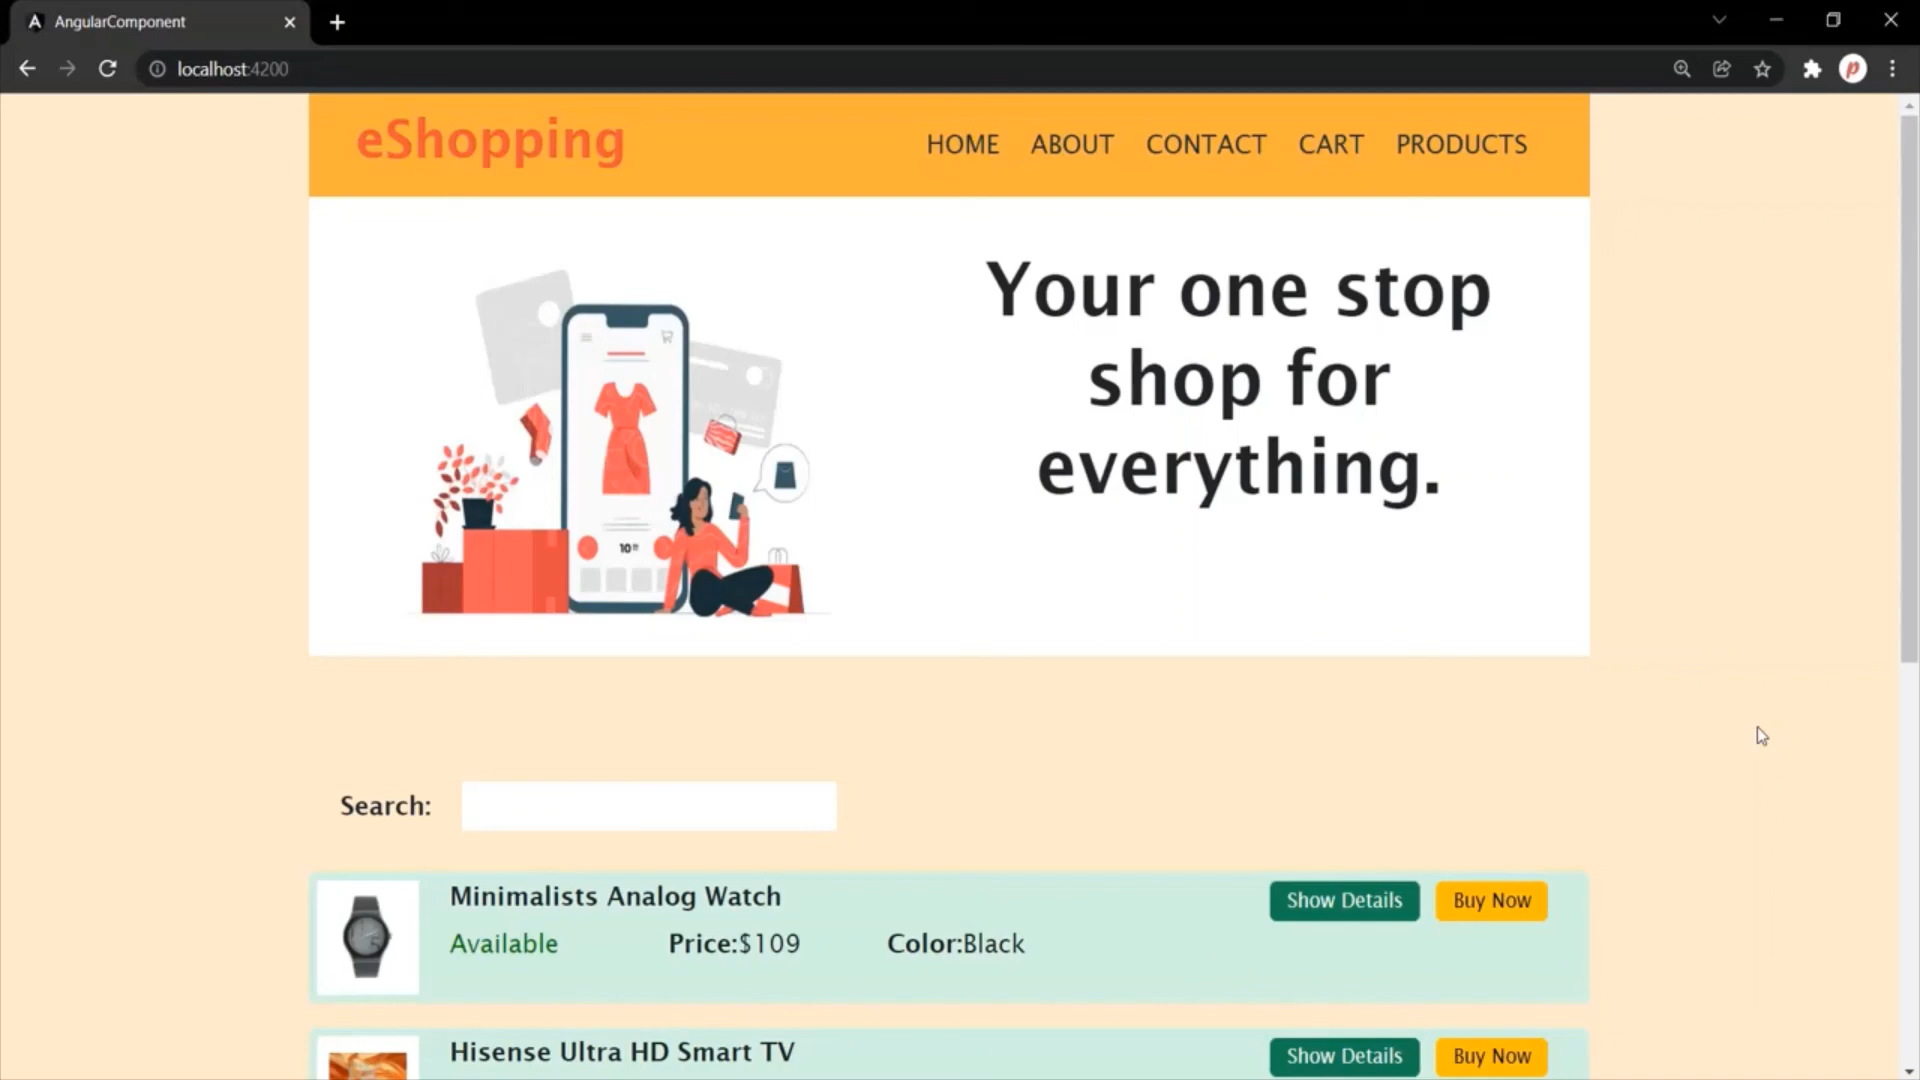 AngularComponent
localhost:4200
eShopping
HOME ABOUT CONTACT CART PRODUCTS
Your one stop
shop for
everything.
10
Search:
Minimalists Analog Watch
Show Details
Buy Now
Available
Price:$109
Color:Black
Hisense Ultra HD Smart TV
Show Details
Buy Now